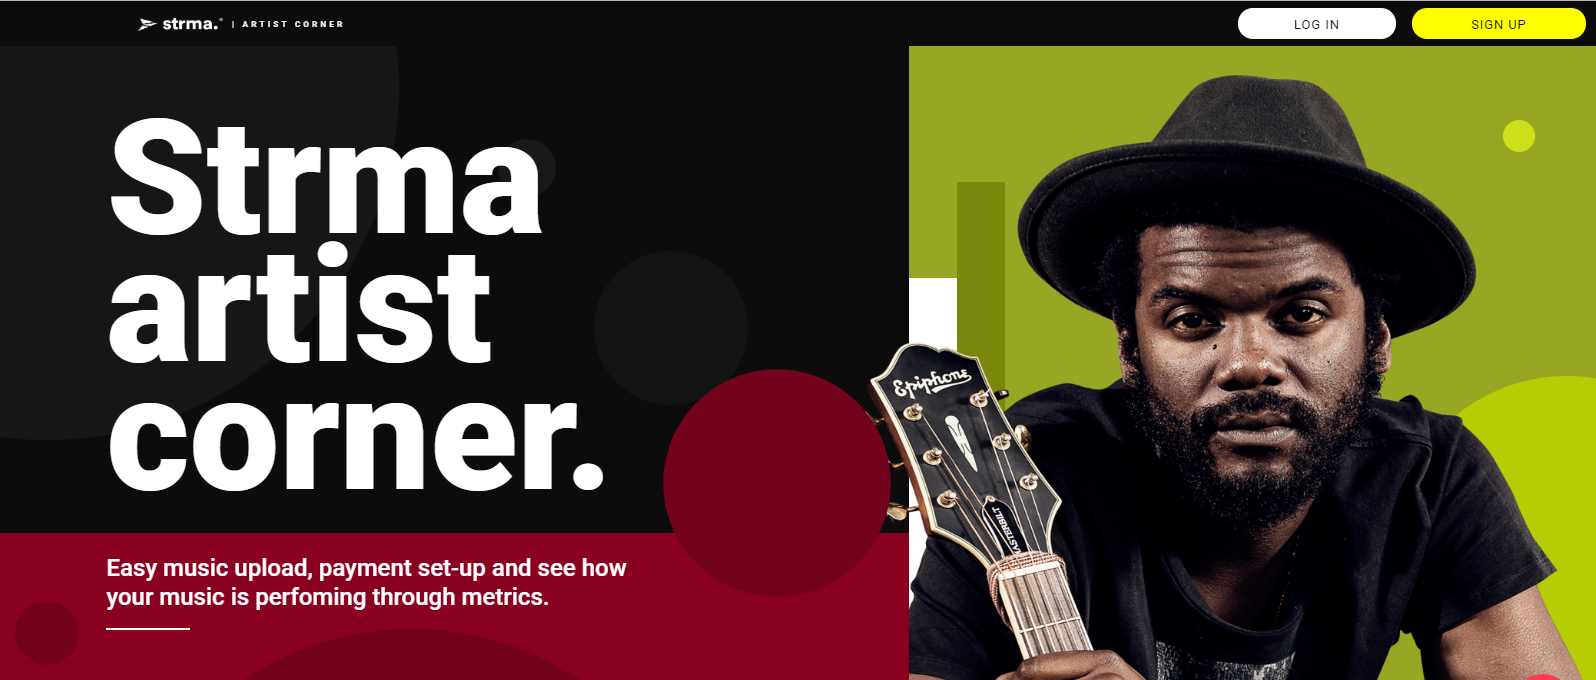 strma.® | ARTIST CORNER
LOG IN
SIGN UP
Strma
artist
corner.
Easy music upload, payment set-up and see how
your music is perfoming through metrics.
Epiphone
MASTERBILT